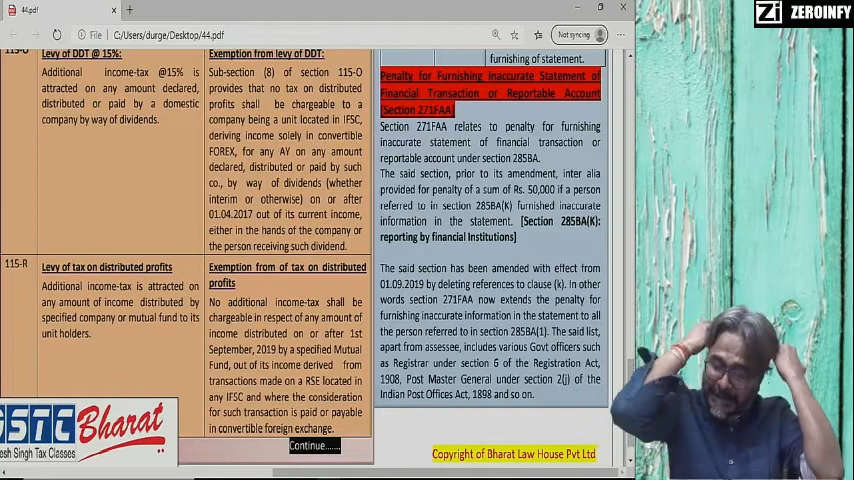 44.pdf
File | C:/Users/durge/Desktop/44.pdf
Not syncing
ZEROINFY
115-O
Levy of DDT @ 15%:
Additional income-tax @15% is
attracted on any amount declared,
distributed or paid by a domestic
company by way of dividends.
Exemption from levy of DDT:
Sub-section (8) of section 115-O
provides that no tax on distributed
profits shall be chargeable to a
company being a unit located in IFSC,
deriving income solely in convertible
FOREX, for any AY on any amount
declared, distributed or paid by such
co., by way of dividends (whether
interim or otherwise) on or after
01.04.2017 out of its current income,
either in the hands of the company or
the person receiving such dividend.
115-R
Levy of tax on distributed profits
Additional income-tax is attracted on
any amount of income distributed by
specified company or mutual fund to its
unit holders.
Exemption from of tax on distributed
profits
No additional income-tax shall be
chargeable in respect of any amount of
income distributed on or after 1st
September, 2019 by a specified Mutual
Fund, out of its income derived from
transactions made on a RSE located in
any IFSC and where the consideration
for such transaction is paid or payable
in convertible foreign exchange.
Continue.......
furnishing of statement.
Penalty for Furnishing Inaccurate Statement of
Financial Transaction or Reportable Account
[Section 271FAA]
Section 271FAA relates to penalty for furnishing
inaccurate statement of financial transaction or
reportable account under section 285BA.
The said section, prior to its amendment, inter alia
provided for penalty of a sum of Rs. 50,000 if a person
referred to in section 285BA(K) furnished inaccurate
information in the statement. [Section 285BA(K):
reporting by financial Institutions]
The said section has been amended with effect from
01.09.2019 by deleting references to clause (k). In other
words section 271FAA now extends the penalty for
furnishing inaccurate information in the statement to all
the person referred to in section 285BA(1). The said list,
apart from assessee, includes various Govt officers such
as Registrar under section 6 of the Registration Act,
1908, Post Master General under section 2(j) of the
Indian Post Offices Act, 1898 and so on.
Copyright of Bharat Law House Pvt Ltd
GSTC Bharat
esh Singh Tax Classes